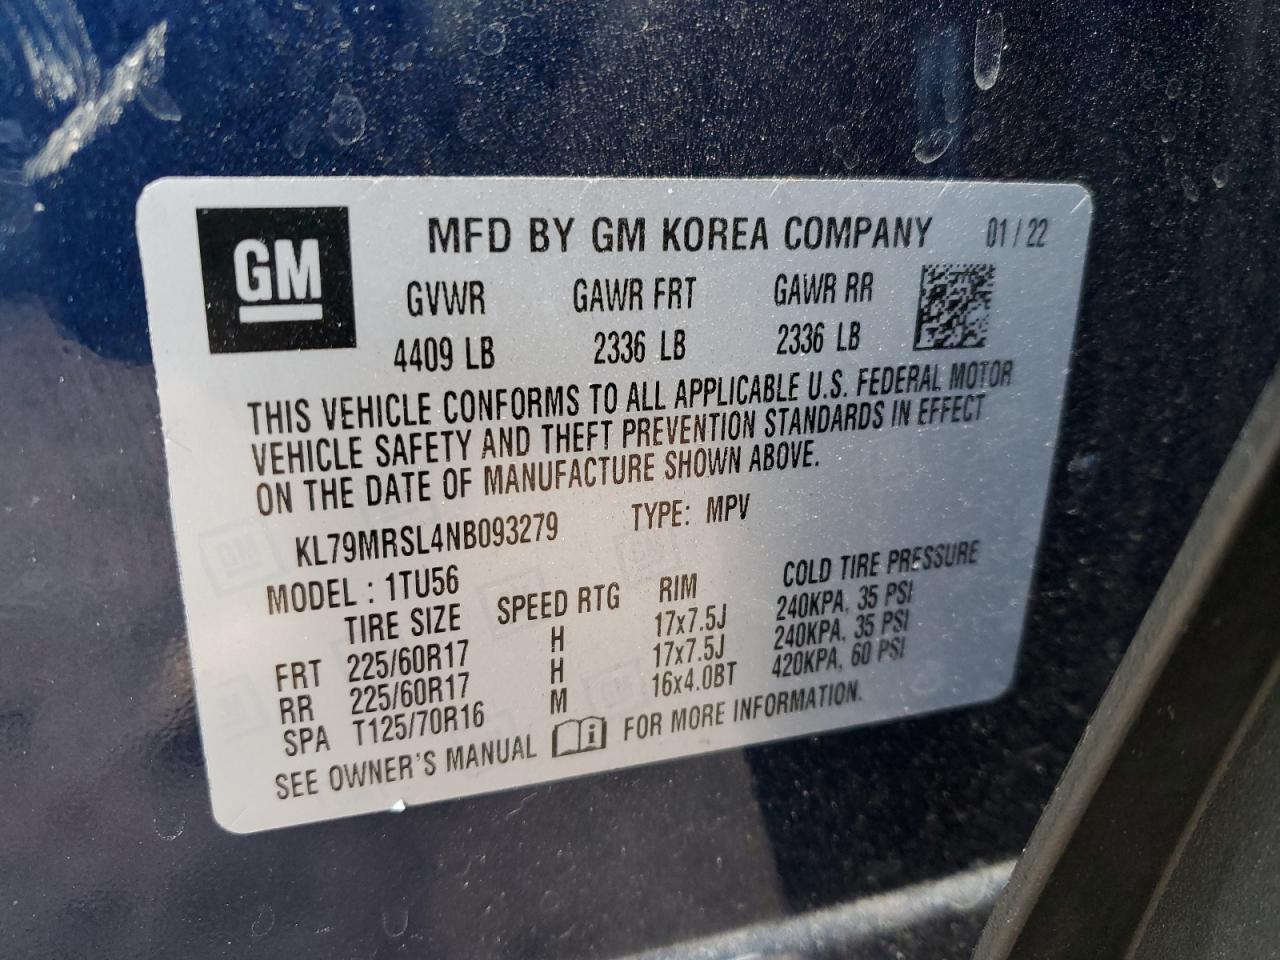 GM
MFD BY GM KOREA COMPANY 01 / 22
GVWR GAWR FRT GAWR RR
4409 LB 2336 LB 2336 LB
THIS VEHICLE CONFORMS TO ALL APPLICABLE U.S. FEDERAL MOTOR
VEHICLE SAFETY AND THEFT PREVENTION STANDARDS IN EFFECT
ON THE DATE OF MANUFACTURE SHOWN ABOVE.
KL79MRSL4NB093279 TYPE: MPV
MODEL : 1TU56
TIRE SIZE SPEED RTG RIM COLD TIRE PRESSURE
FRT 225/60R17 H 17x7.5J 240KPA, 35 PSI
RR 225/60R17 H 17x7.5J 240KPA, 35 PSI
SPA T125/70R16 M 16x4.0BT 420KPA, 60 PSI
SEE OWNER'S MANUAL i FOR MORE INFORMATION.